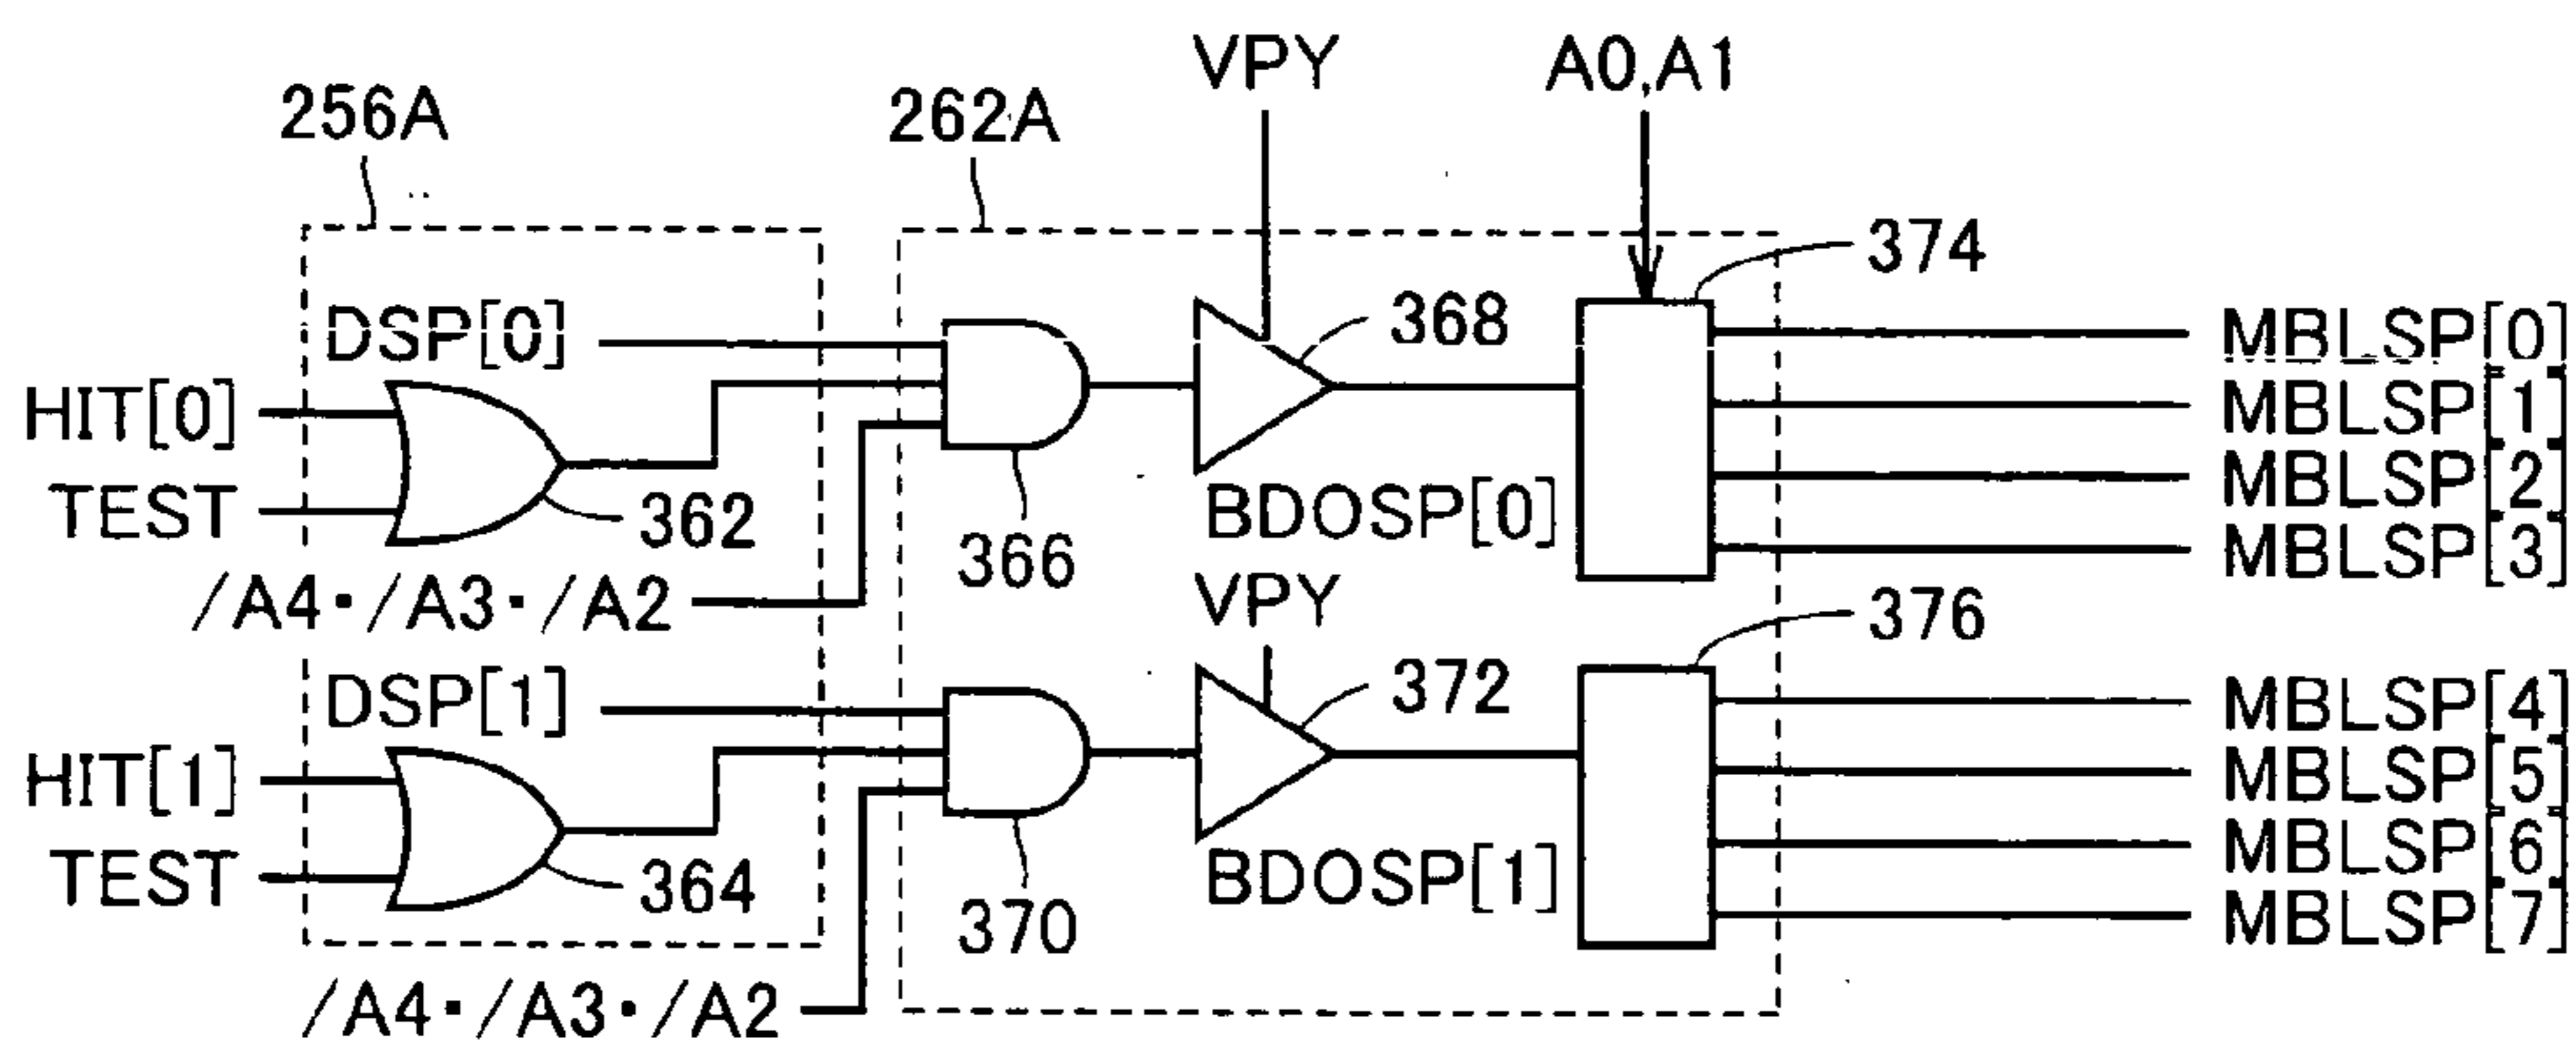 VPY
A0,A1
256A
262A
374
DSP[0]
368
MBLSP[0]
HIT[0]
MBLSP[1]
TEST
362
BDOSP[0]
MBLSP[2]
366
MBLSP[3]
/A4·/A3·/A2
VPY
376
DSP[1]
372
MBLSP[4]
HIT[1]
MBLSP[5]
TEST
364
BDOSP[1]
MBLSP[6]
370
MBLSP[7]
/A4·/A3·/A2